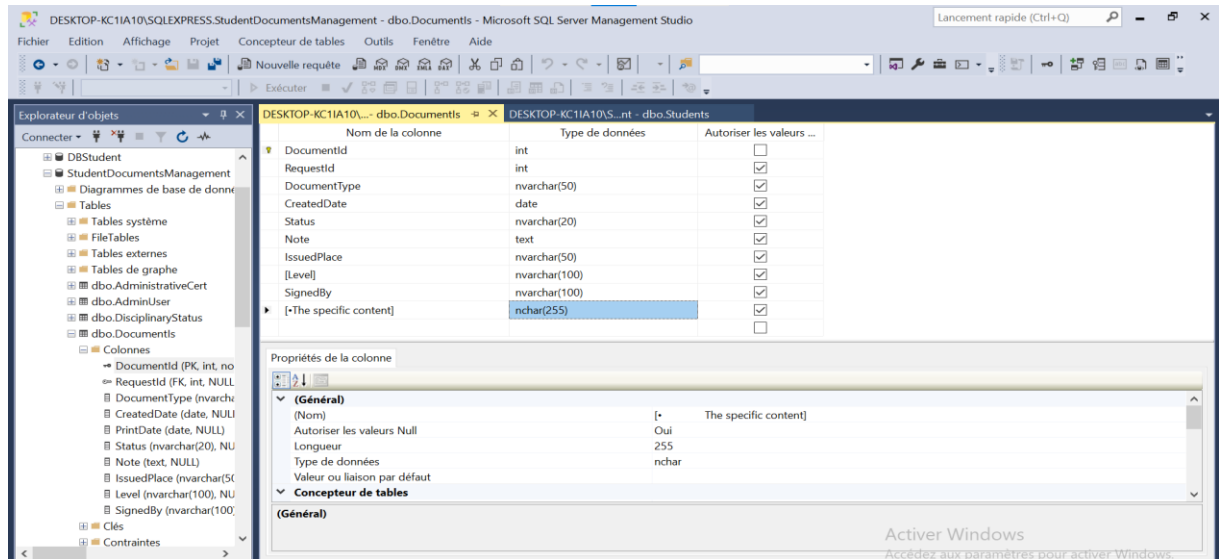 DESKTOP-KC1IA10\SQLEXPRESS.StudentDocumentsManagement - dbo.DocumentIs - Microsoft SQL Server Management Studio
Lancement rapide (Ctrl+Q)
Fichier Edition Affichage Projet Concepteur de tables Outils Fenêtre Aide
Nouvelle requête
Exécuter
Explorateur d'objets
DESKTOP-KC1IA10\...- dbo.DocumentIs
DESKTOP-KC1IA10\S...nt - dbo.Students
Connecter
DBStudent
StudentDocumentsManagement
Diagrammes de base de donné
Tables
Tables système
FileTables
Tables externes
Tables de graphe
dbo.AdministrativeCert
dbo.AdminUser
dbo.DisciplinaryStatus
dbo.DocumentIs
Colonnes
DocumentId (PK, int, no
RequestId (FK, int, NULL
DocumentType (nvarcha
CreatedDate (date, NULL
PrintDate (date, NULL)
Status (nvarchar(20), NU
Note (text, NULL)
IssuedPlace (nvarchar(50
Level (nvarchar(100), NU
SignedBy (nvarchar(100)
Clés
Contraintes
Nom de la colonne Type de données Autoriser les valeurs ...
DocumentId int
RequestId int
DocumentType nvarchar(50)
CreatedDate date
Status nvarchar(20)
Note text
IssuedPlace nvarchar(50)
[Level] nvarchar(100)
SignedBy nvarchar(100)
[•The specific content] nchar(255)
Propriétés de la colonne
(Général)
(Nom) [• The specific content]
Autoriser les valeurs Null Oui
Longueur 255
Type de données nchar
Valeur ou liaison par défaut
Concepteur de tables
(Général)
Activer Windows
Accédez aux paramètres pour activer Windows.